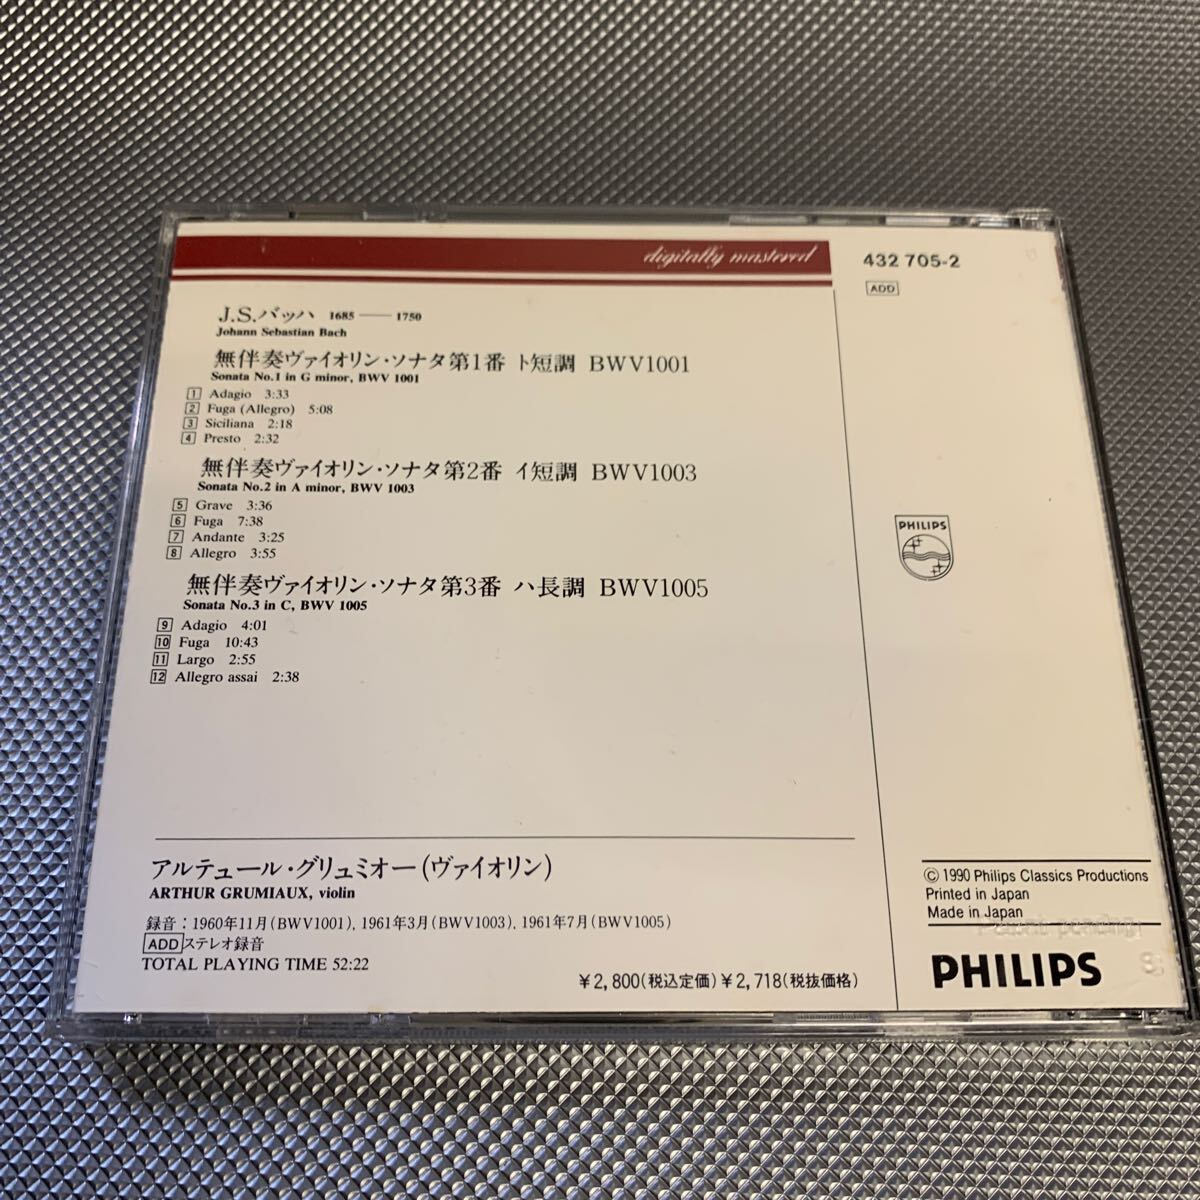 digitally mastered
432 705-2
ADD
J.S.バッハ 1685——1750
Johann Sebastian Bach
無伴奏ヴァイオリン・ソナタ第1番 ト短調 BWV1001
Sonata No.1 in G minor, BWV 1001
1 Adagio 3:33
2 Fuga (Allegro) 5:08
3 Siciliana 2:18
4 Presto 2:32
無伴奏ヴァイオリン・ソナタ第2番 イ短調 BWV1003
Sonata No.2 in A minor, BWV 1003
5 Grave 3:36
6 Fuga 7:38
7 Andante 3:25
8 Allegro 3:55
無伴奏ヴァイオリン・ソナタ第3番 ハ長調 BWV1005
Sonata No.3 in C, BWV 1005
9 Adagio 4:01
10 Fuga 10:43
11 Largo 2:55
12 Allegro assai 2:38
PHILIPS
アルテュール・グリュミオー(ヴァイオリン)
ARTHUR GRUMIAUX, violin
録音:1960年11月(BWV1001), 1961年3月(BWV1003), 1961年7月(BWV1005)
ADD ステレオ録音
TOTAL PLAYING TIME 52:22
¥2,800(税込定価)¥2,718(税抜価格)
© 1990 Philips Classics Productions
Printed in Japan
Made in Japan
Patent pending
PHILIPS